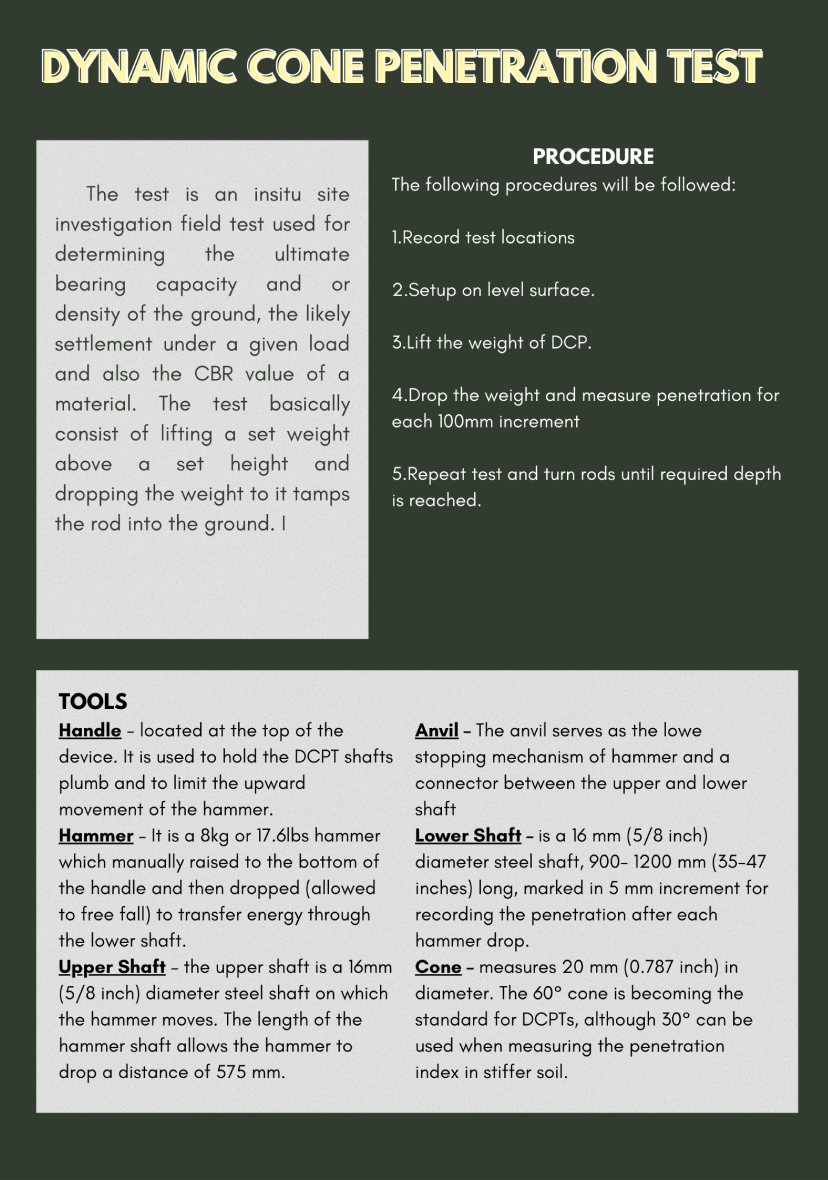 DYNAMIC CONE PENETRATION TEST
The test is an insitu site
investigation field test used for
determining the ultimate
bearing capacity and or
density of the ground, the likely
settlement under a given load
and also the CBR value of a
material. The test basically
consist of lifting a set weight
above a set height and
dropping the weight to it tamps
the rod into the ground. I
PROCEDURE
The following procedures will be followed:
1.Record test locations
2.Setup on level surface.
3.Lift the weight of DCP.
4.Drop the weight and measure penetration for
each 100mm increment
5.Repeat test and turn rods until required depth
is reached.
TOOLS
Handle - located at the top of the
device. It is used to hold the DCPT shafts
plumb and to limit the upward
movement of the hammer.
Hammer - It is a 8kg or 17.6lbs hammer
which manually raised to the bottom of
the handle and then dropped (allowed
to free fall) to transfer energy through
the lower shaft.
Upper Shaft - the upper shaft is a 16mm
(5/8 inch) diameter steel shaft on which
the hammer moves. The length of the
hammer shaft allows the hammer to
drop a distance of 575 mm.
Anvil - The anvil serves as the lowe
stopping mechanism of hammer and a
connector between the upper and lower
shaft
Lower Shaft - is a 16 mm (5/8 inch)
diameter steel shaft, 900- 1200 mm (35-47
inches) long, marked in 5 mm increment for
recording the penetration after each
hammer drop.
Cone - measures 20 mm (0.787 inch) in
diameter. The 60° cone is becoming the
standard for DCPTs, although 30° can be
used when measuring the penetration
index in stiffer soil.